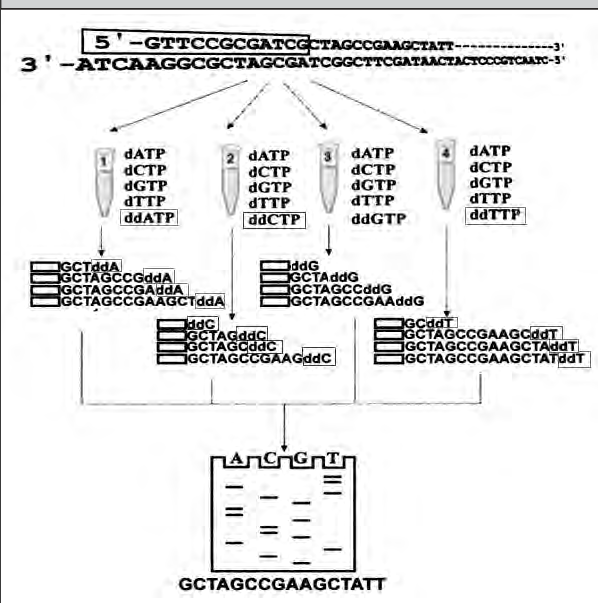 5'-GTTCCGCGATCGCTAGCCGAAGCTATT--------------3'
3'-ATCAAGGCGCTAGCGATCGGCTTCGATAACTACTCCCGTCAATC-5'
1
dATP
dCTP
dGTP
dTTP
ddATP
2
dATP
dCTP
dGTP
dTTP
ddCTP
3
dATP
dCTP
dGTP
dTTP
ddGTP
4
dATP
dCTP
dGTP
dTTP
ddTTP
GCTddA
GCTAGCCGddA
GCTAGCCGAddA
GCTAGCCGAAGCTddA
ddC
GCTAGddC
GCTAGCddC
GCTAGCCGAAGddC
ddG
GCTAddG
GCTAGCCddG
GCTAGCCGAAddG
GCddT
GCTAGCCGAAGCddT
GCTAGCCGAAGCTAddT
GCTAGCCGAAGCTATddT
A C G T
GCTAGCCGAAGCTATT